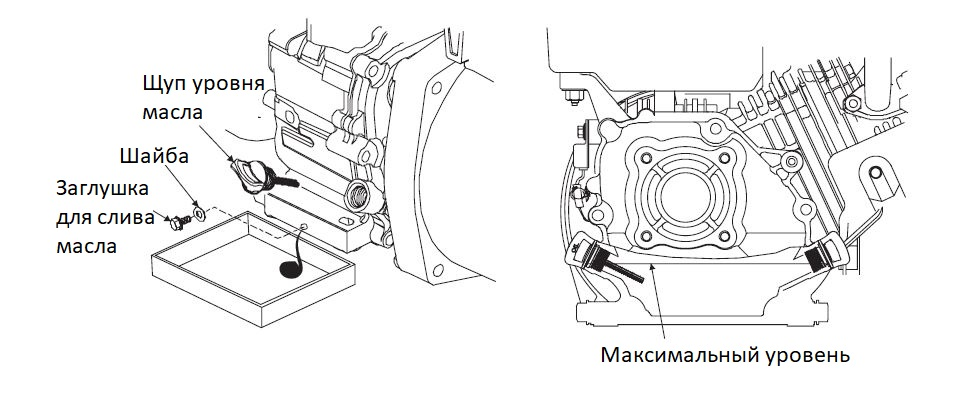 Щуп уровня
масла
Шайба
Заглушка
для слива
масла
Максимальный уровень